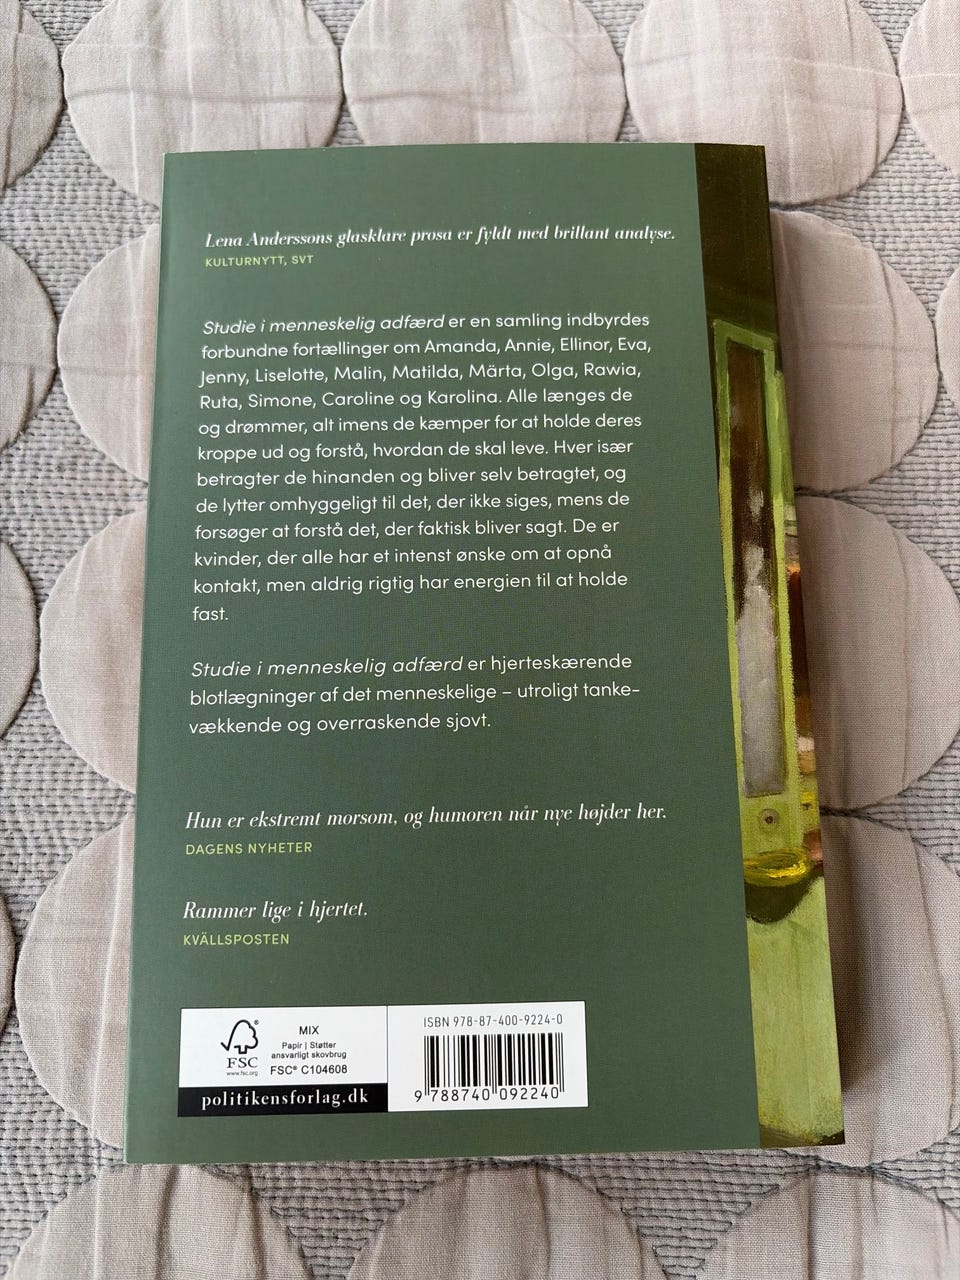 Lena Anderssons glasklare prosa er fyldt med brillant analyse.
KULTURNYTT, SVT
Studie i menneskelig adfærd er en samling indbyrdes
forbundne fortællinger om Amanda, Annie, Ellinor, Eva,
Jenny, Liselotte, Malin, Matilda, Märta, Olga, Rawia,
Ruta, Simone, Caroline og Karolina. Alle længes de
og drømmer, alt imens de kæmper for at holde deres
kroppe ud og forstå, hvordan de skal leve. Hver især
betragter de hinanden og bliver selv betragtet, og
de lytter omhyggeligt til det, der ikke siges, mens de
forsøger at forstå det, der faktisk bliver sagt. De er
kvinder, der alle har et intenst ønske om at opnå
kontakt, men aldrig rigtig har energien til at holde
fast.
Studie i menneskelig adfærd er hjerteskærende
blotlægninger af det menneskelige – utroligt tanke-
vækkende og overraskende sjovt.
Hun er ekstremt morsom, og humoren når nye højder her.
DAGENS NYHETER
Rammer lige i hjertet.
KVÄLLSPOSTEN
FSC®
www.fsc.org
MIX
Papir | Støtter
ansvarligt skovbrug
FSC® C104608
politikensforlag.dk
ISBN 978-87-400-9224-0
9 788740 092240